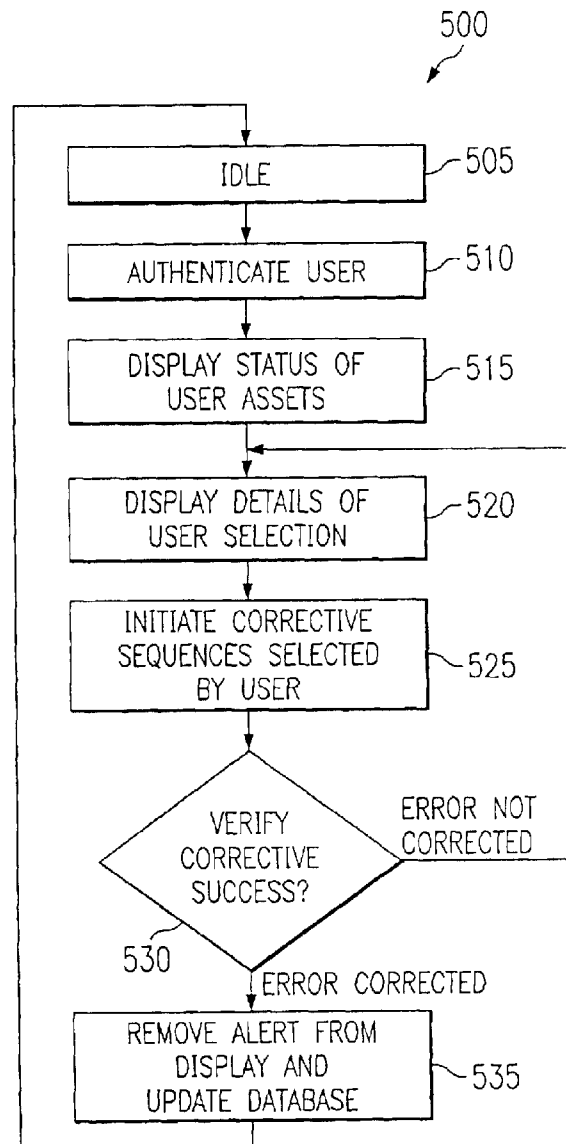 500
IDLE
505
AUTHENTICATE USER
510
DISPLAY STATUS OF
USER ASSETS
515
DISPLAY DETAILS OF
USER SELECTION
520
INITIATE CORRECTIVE
SEQUENCES SELECTED
BY USER
525
VERIFY
CORRECTIVE
SUCCESS?
530
ERROR NOT
CORRECTED
ERROR CORRECTED
REMOVE ALERT FROM
DISPLAY AND
UPDATE DATABASE
535